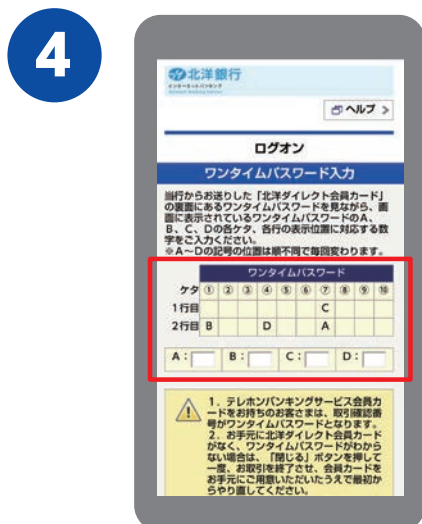 4
北洋銀行
インターネットバンキング
ヘルプ >
ログオン
ワンタイムパスワード入力
当行からお送りした「北洋ダイレクト会員カード」
の裏面にあるワンタイムパスワードを見ながら、画
面に表示されているワンタイムパスワードのA、
B、C、Dの各ケタ、各行の表示位置に対応する数
字をご入力ください。
※A～Dの記号の位置は順不同で毎回変わります。
ワンタイムパスワード
ケタ ① ② ③ ④ ⑤ ⑥ ⑦ ⑧ ⑨ ⑩
1行目 C
2行目 B D A
A: B: C: D:
1．テレホンバンキングサービス会員カ
ードをお持ちのお客さまは、取引確認番
号がワンタイムパスワードとなります。
2．お手元に北洋ダイレクト会員カード
がなく、ワンタイムパスワードがわから
ない場合は、「閉じる」ボタンを押して
一度、お取引を終了させ、会員カードを
お手元にご用意いただいたうえで最初か
らやり直してください。